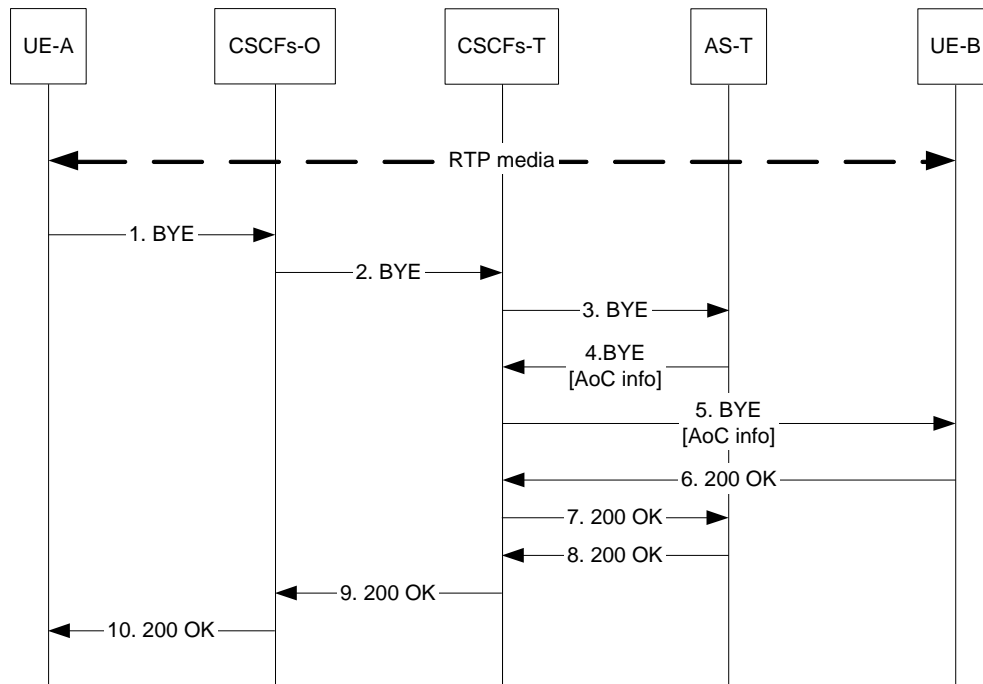 UE-A
CSCFs-O
CSCFs-T
AS-T
UE-B
RTP media
1. BYE
2. BYE
3. BYE
4.BYE
[AoC info]
5. BYE
[AoC info]
6. 200 OK
7. 200 OK
8. 200 OK
9. 200 OK
10. 200 OK